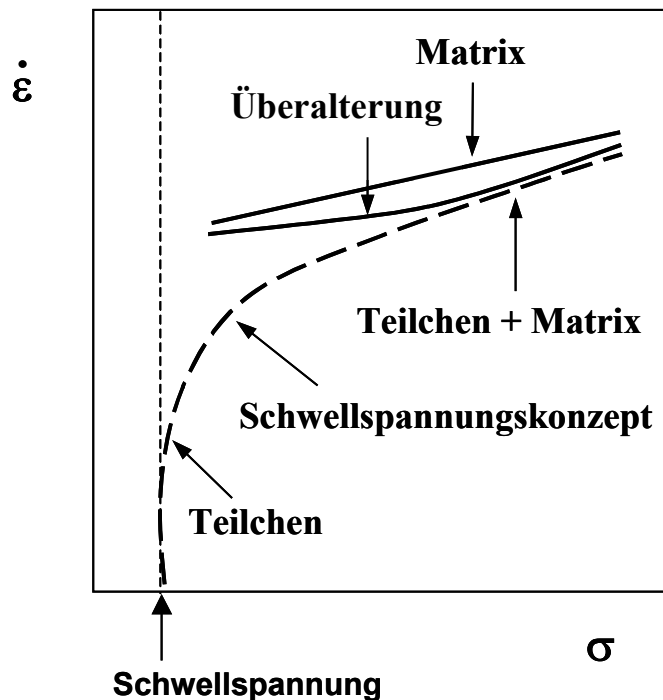 Matrix
ε̇
Überalterung
Teilchen + Matrix
Schwellspannungskonzept
Teilchen
σ
Schwellspannung